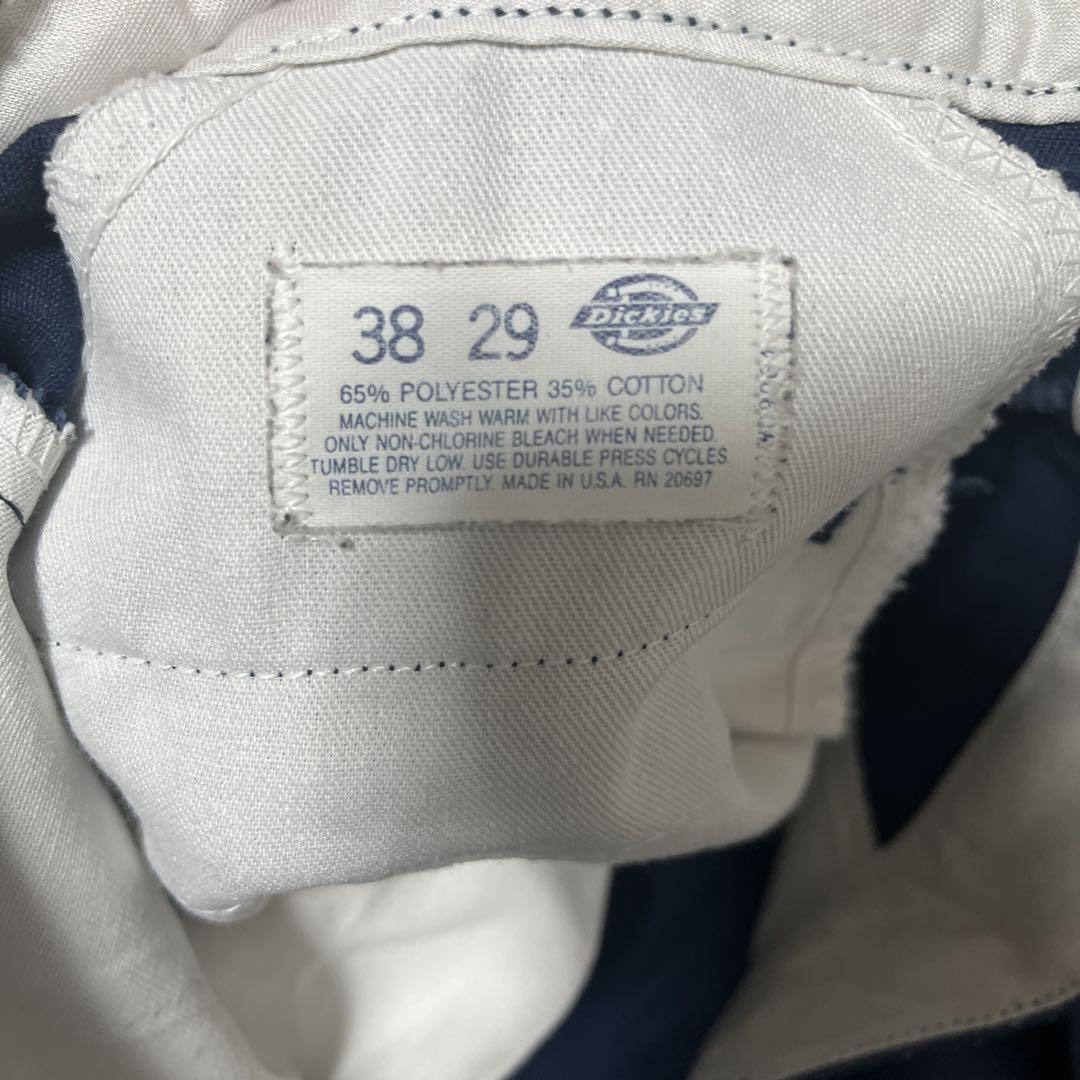 38 29 Dickies
65% POLYESTER 35% COTTON
MACHINE WASH WARM WITH LIKE COLORS.
ONLY NON-CHLORINE BLEACH WHEN NEEDED.
TUMBLE DRY LOW. USE DURABLE PRESS CYCLES
REMOVE PROMPTLY. MADE IN U.S.A. RN 20697